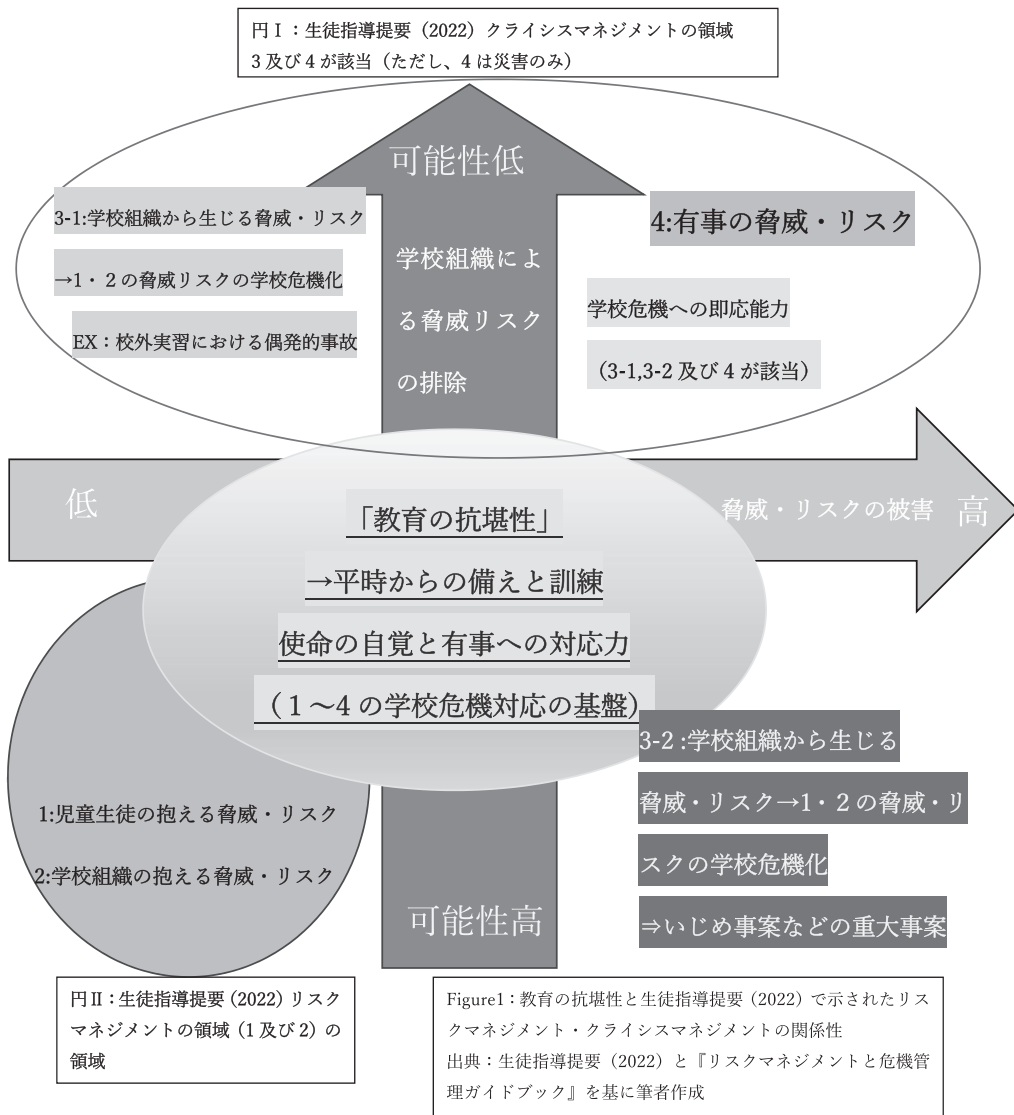 円Ⅰ：生徒指導提要（2022）クライシスマネジメントの領域
3 及び 4 が該当（ただし、4 は災害のみ）
可能性低
3-1:学校組織から生じる脅威・リスク
→1・２の脅威リスクの学校危機化
EX：校外実習における偶発的事故
学校組織によ
る脅威リスク
の排除
4:有事の脅威・リスク
学校危機への即応能力
（3-1,3-2 及び 4 が該当）
低
脅威・リスクの被害
高
「教育の抗堪性」
→平時からの備えと訓練
使命の自覚と有事への対応力
（１～4 の学校危機対応の基盤）
1:児童生徒の抱える脅威・リスク
2:学校組織の抱える脅威・リスク
可能性高
3-2 :学校組織から生じる
脅威・リスク→1・２の脅威・リ
スクの学校危機化
⇒いじめ事案などの重大事案
円Ⅱ：生徒指導提要（2022）リスク
マネジメントの領域（1 及び 2）の
領域
Figure1：教育の抗堪性と生徒指導提要（2022）で示されたリス
クマネジメント・クライシスマネジメントの関係性
出典：生徒指導提要（2022）と『リスクマネジメントと危機管
理ガイドブック』を基に筆者作成